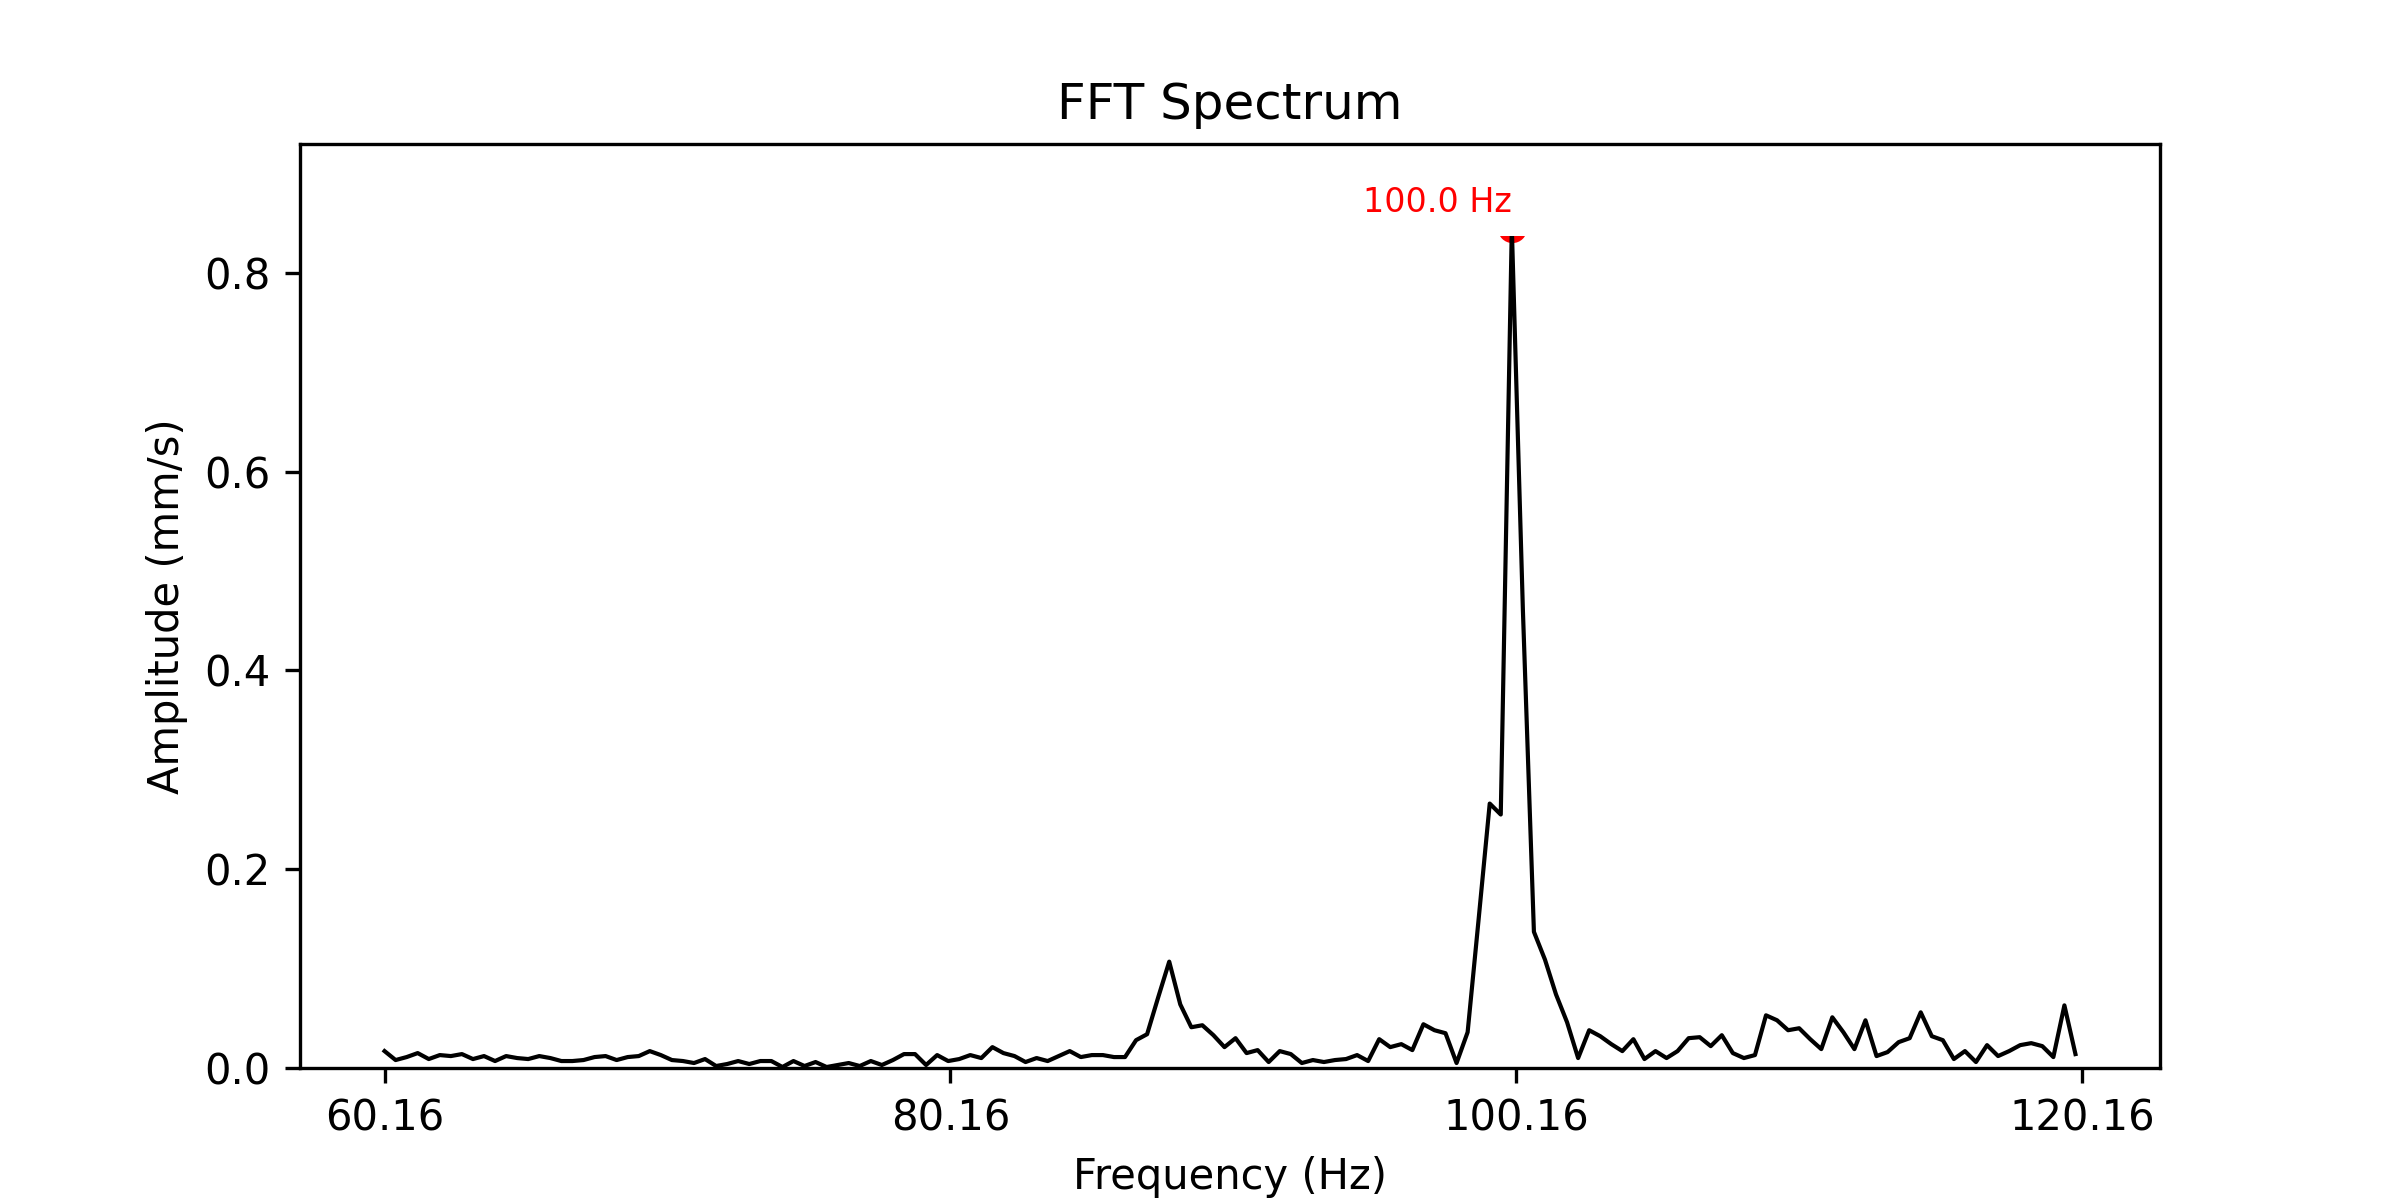 FFT Spectrum
100.0 Hz
0.8
0.6
0.4
0.2
0.0
Amplitude (mm/s)
60.16 80.16 100.16 120.16
Frequency (Hz)